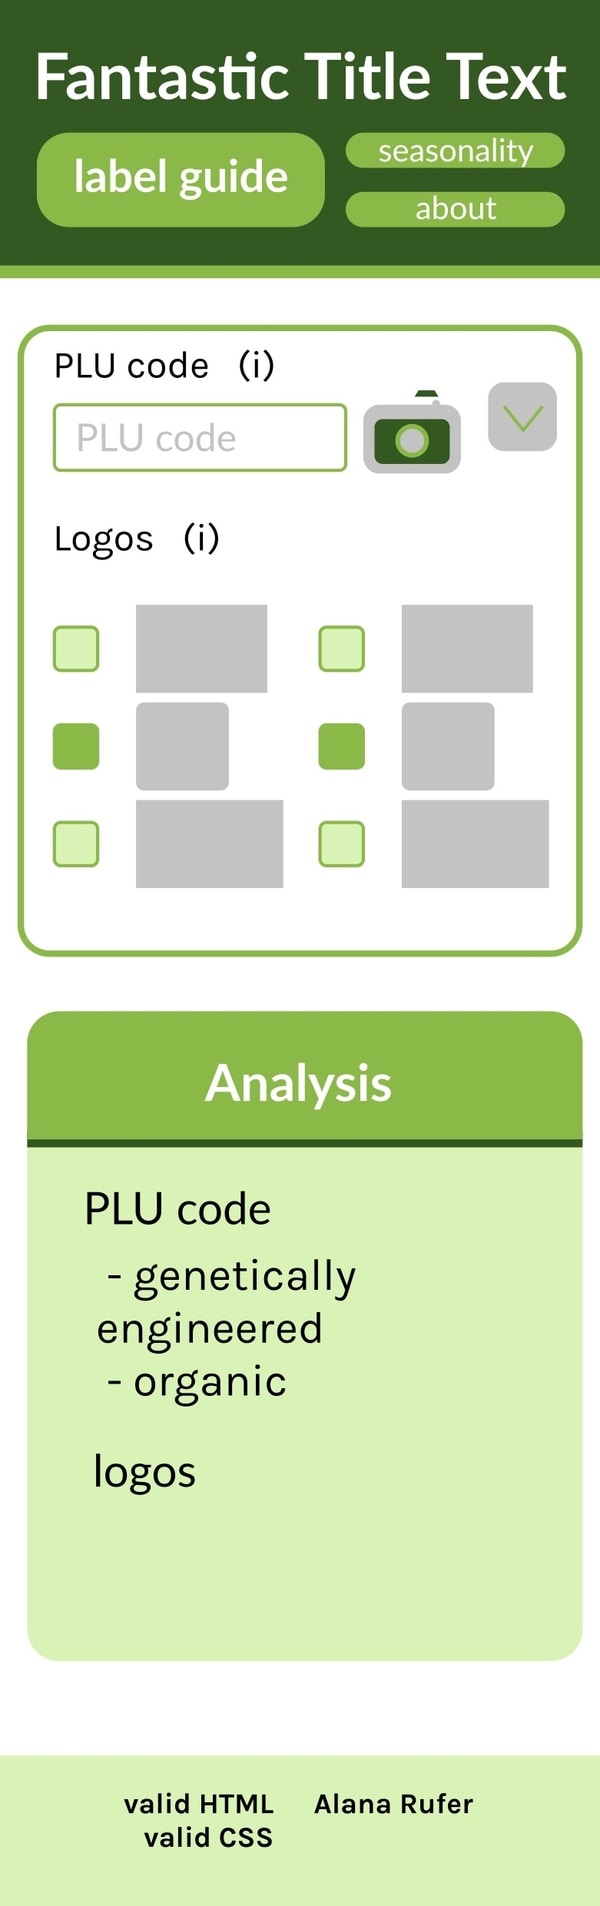 Fantastic Title Text
label guide
seasonality
about
PLU code (i)
PLU code
Logos (i)
Analysis
PLU code
- genetically
engineered
- organic
logos
valid HTML Alana Rufer
valid CSS